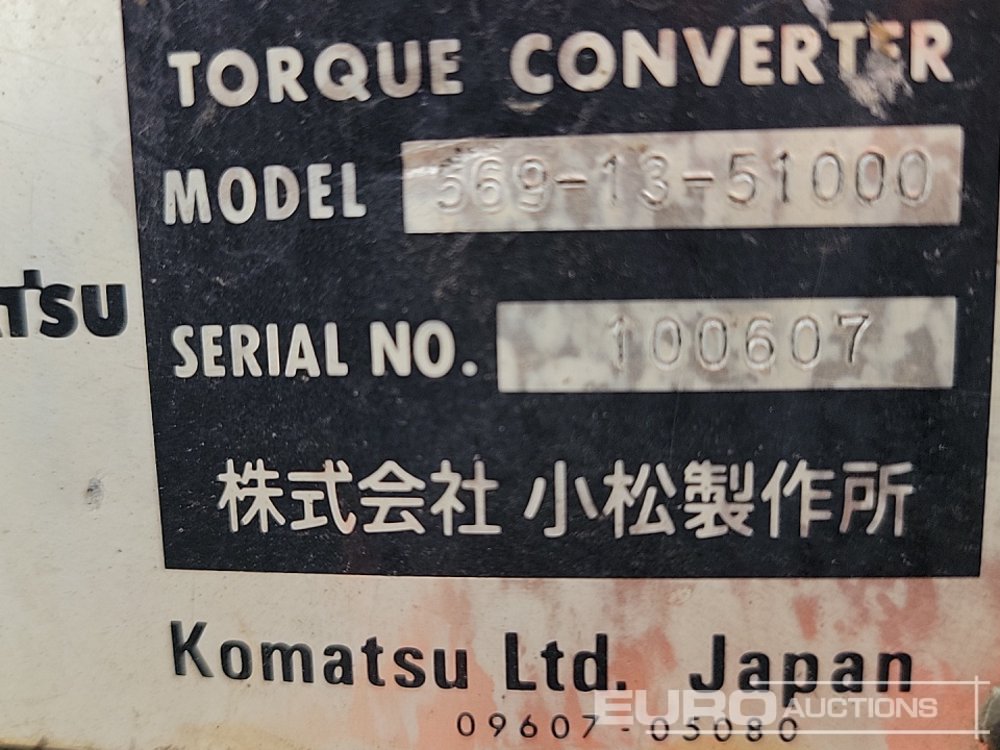 TORQUE CONVERTER
MODEL 569-13-51000
ATSU
SERIAL NO. 100607
株式会社 小松製作所
Komatsu Ltd. Japan
09607-05080
EURO AUCTIONS